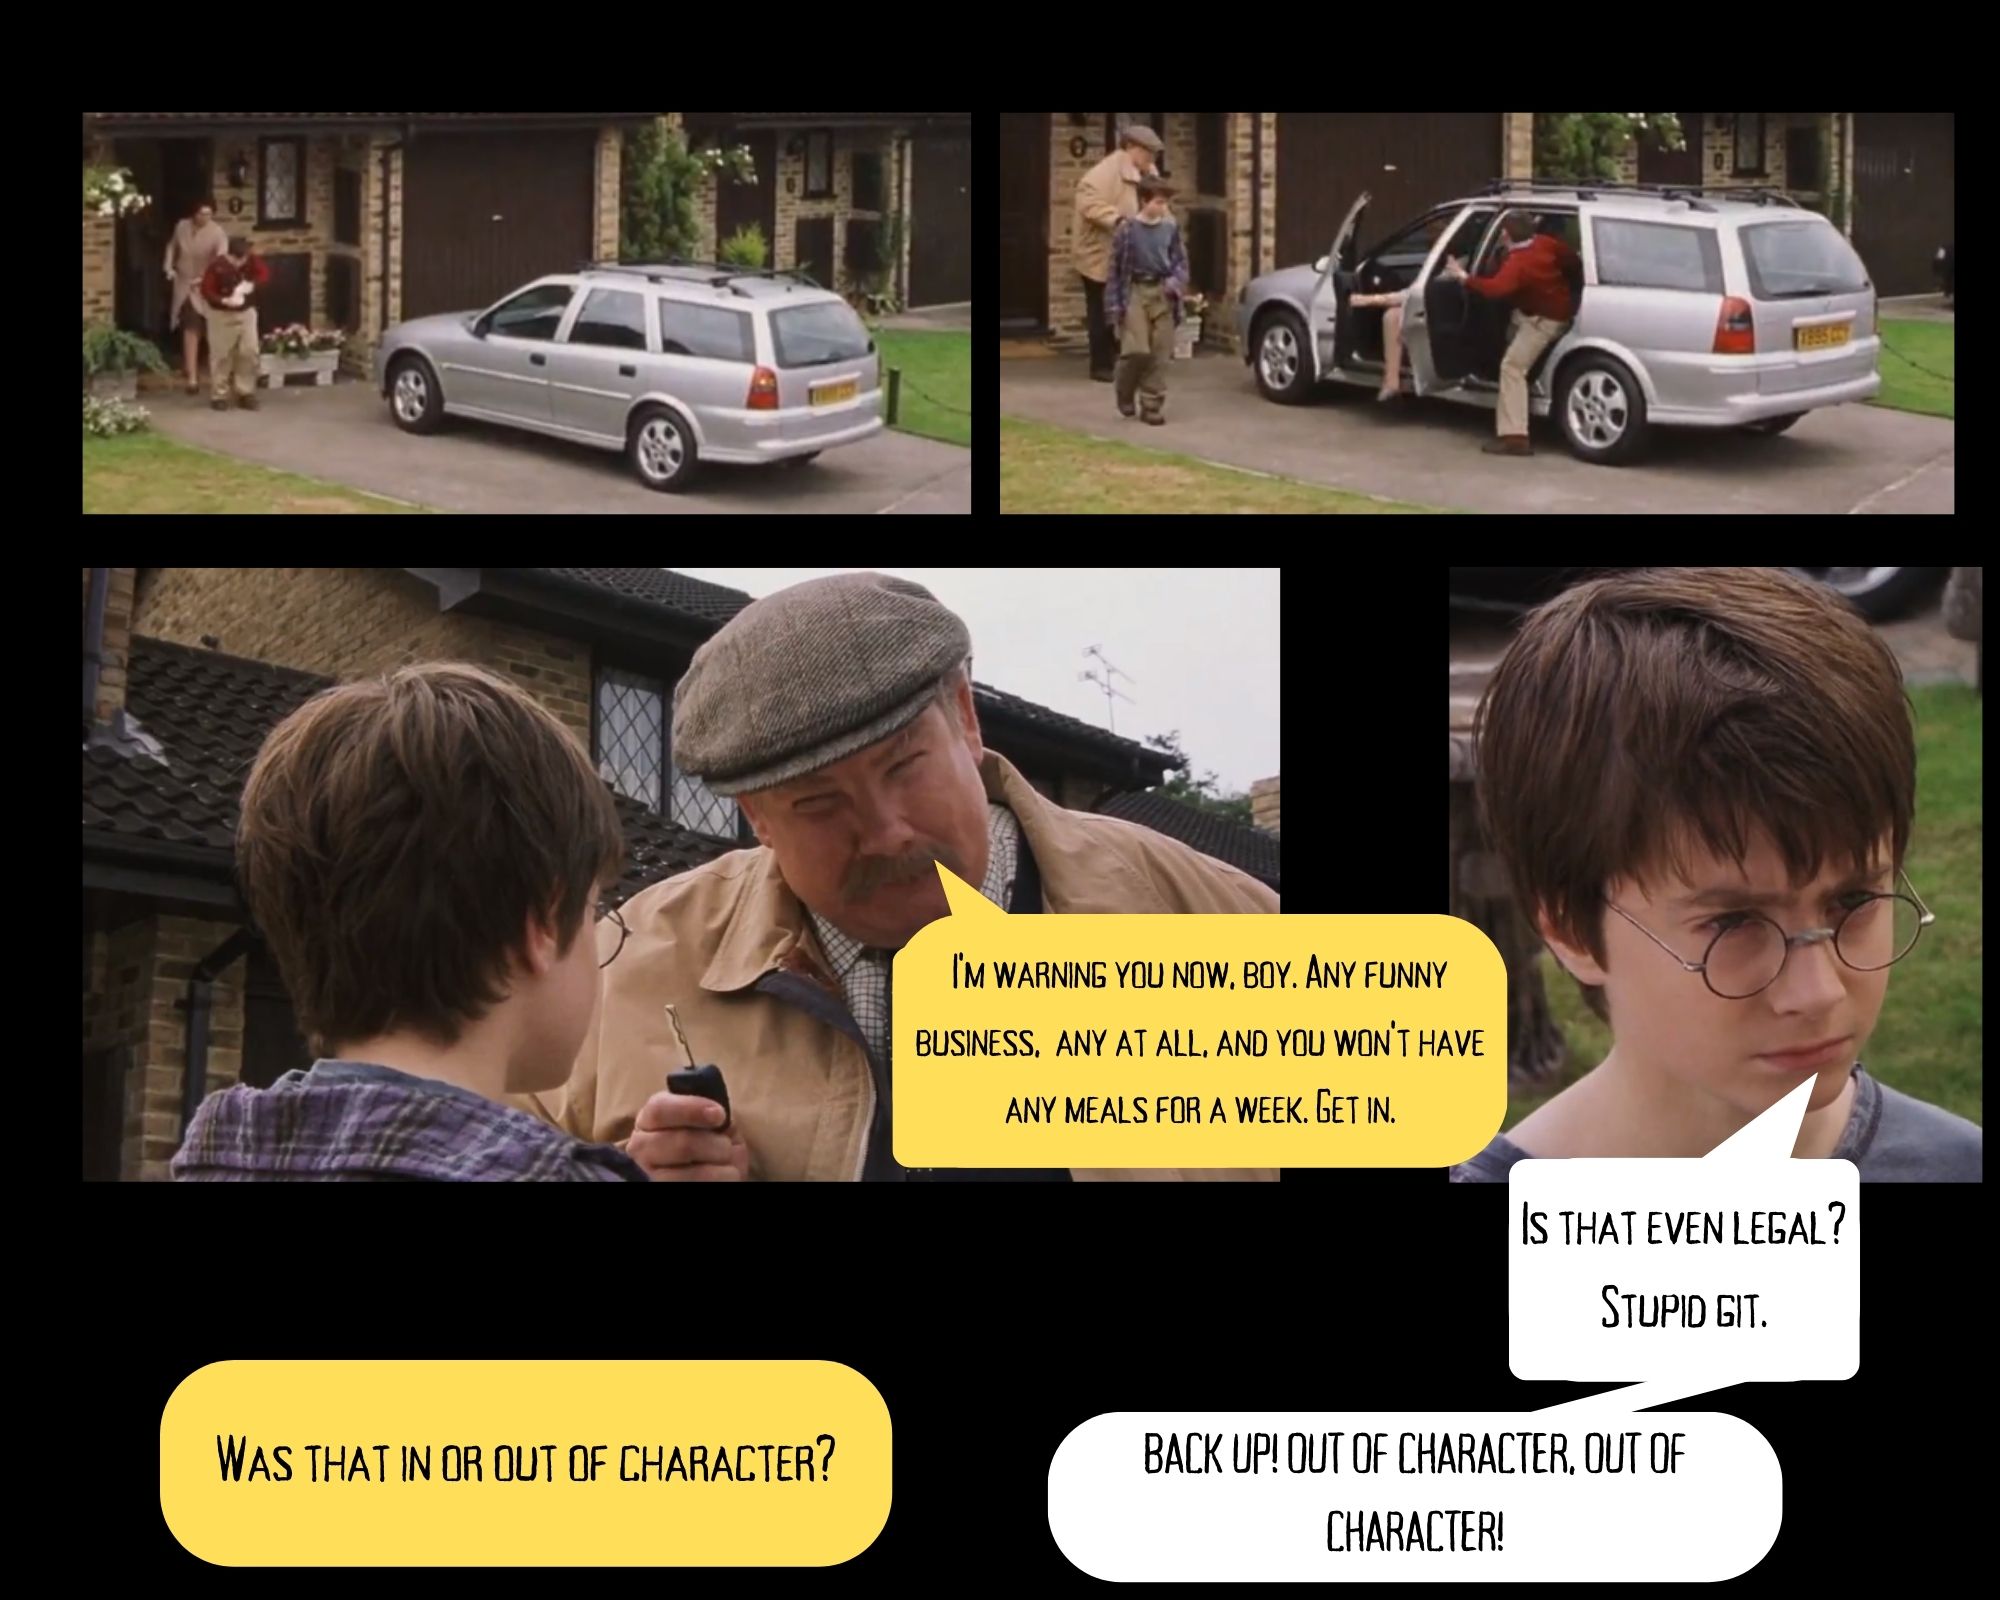 I'm warning you now, boy. Any funny
business,  any at all, and you won't have
any meals for a week. Get in.
Is that even legal?
Stupid git.
Was that in or out of character?
BACK UP! OUT OF CHARACTER, OUT OF
CHARACTER!